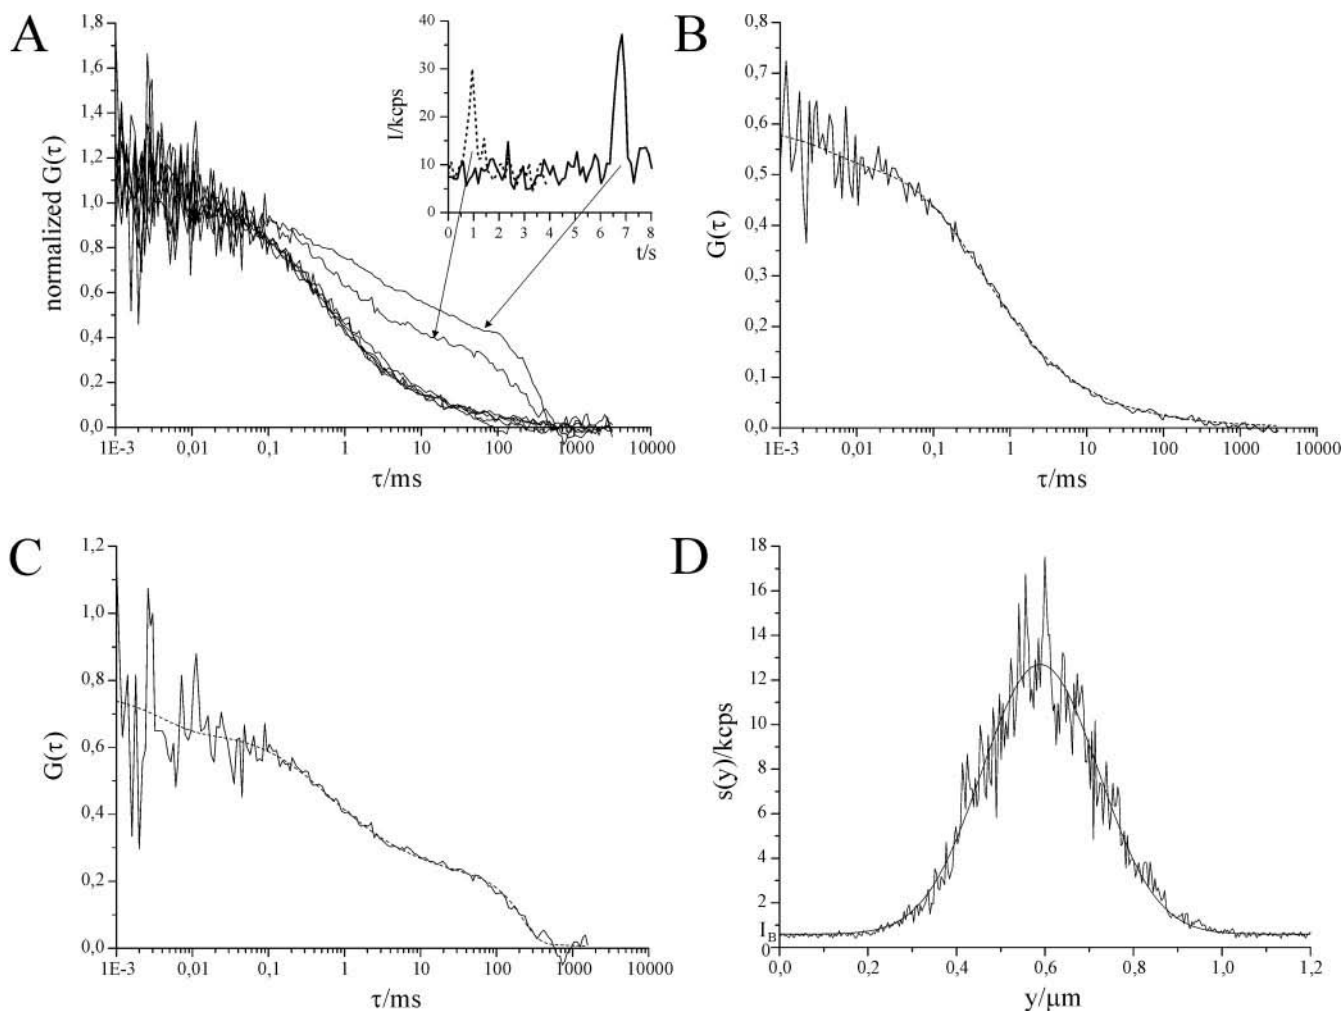 A
normalized G(τ)
1,8
1,6
1,4
1,2
1,0
0,8
0,6
0,4
0,2
0,0
1E-3 0,01 0,1 1 10 100 1000 10000
τ/ms
I/kcps
40
30
20
10
0
0 1 2 3 4 5 6 7 8
t/s
B
G(τ)
0,8
0,7
0,6
0,5
0,4
0,3
0,2
0,1
0,0
1E-3 0,01 0,1 1 10 100 1000 10000
τ/ms
C
G(τ)
1,2
1,0
0,8
0,6
0,4
0,2
0,0
1E-3 0,01 0,1 1 10 100 1000 10000
τ/ms
D
s(y)/kcps
18
16
14
12
10
8
6
4
2
I_B
0
0,0 0,2 0,4 0,6 0,8 1,0 1,2
y/μm